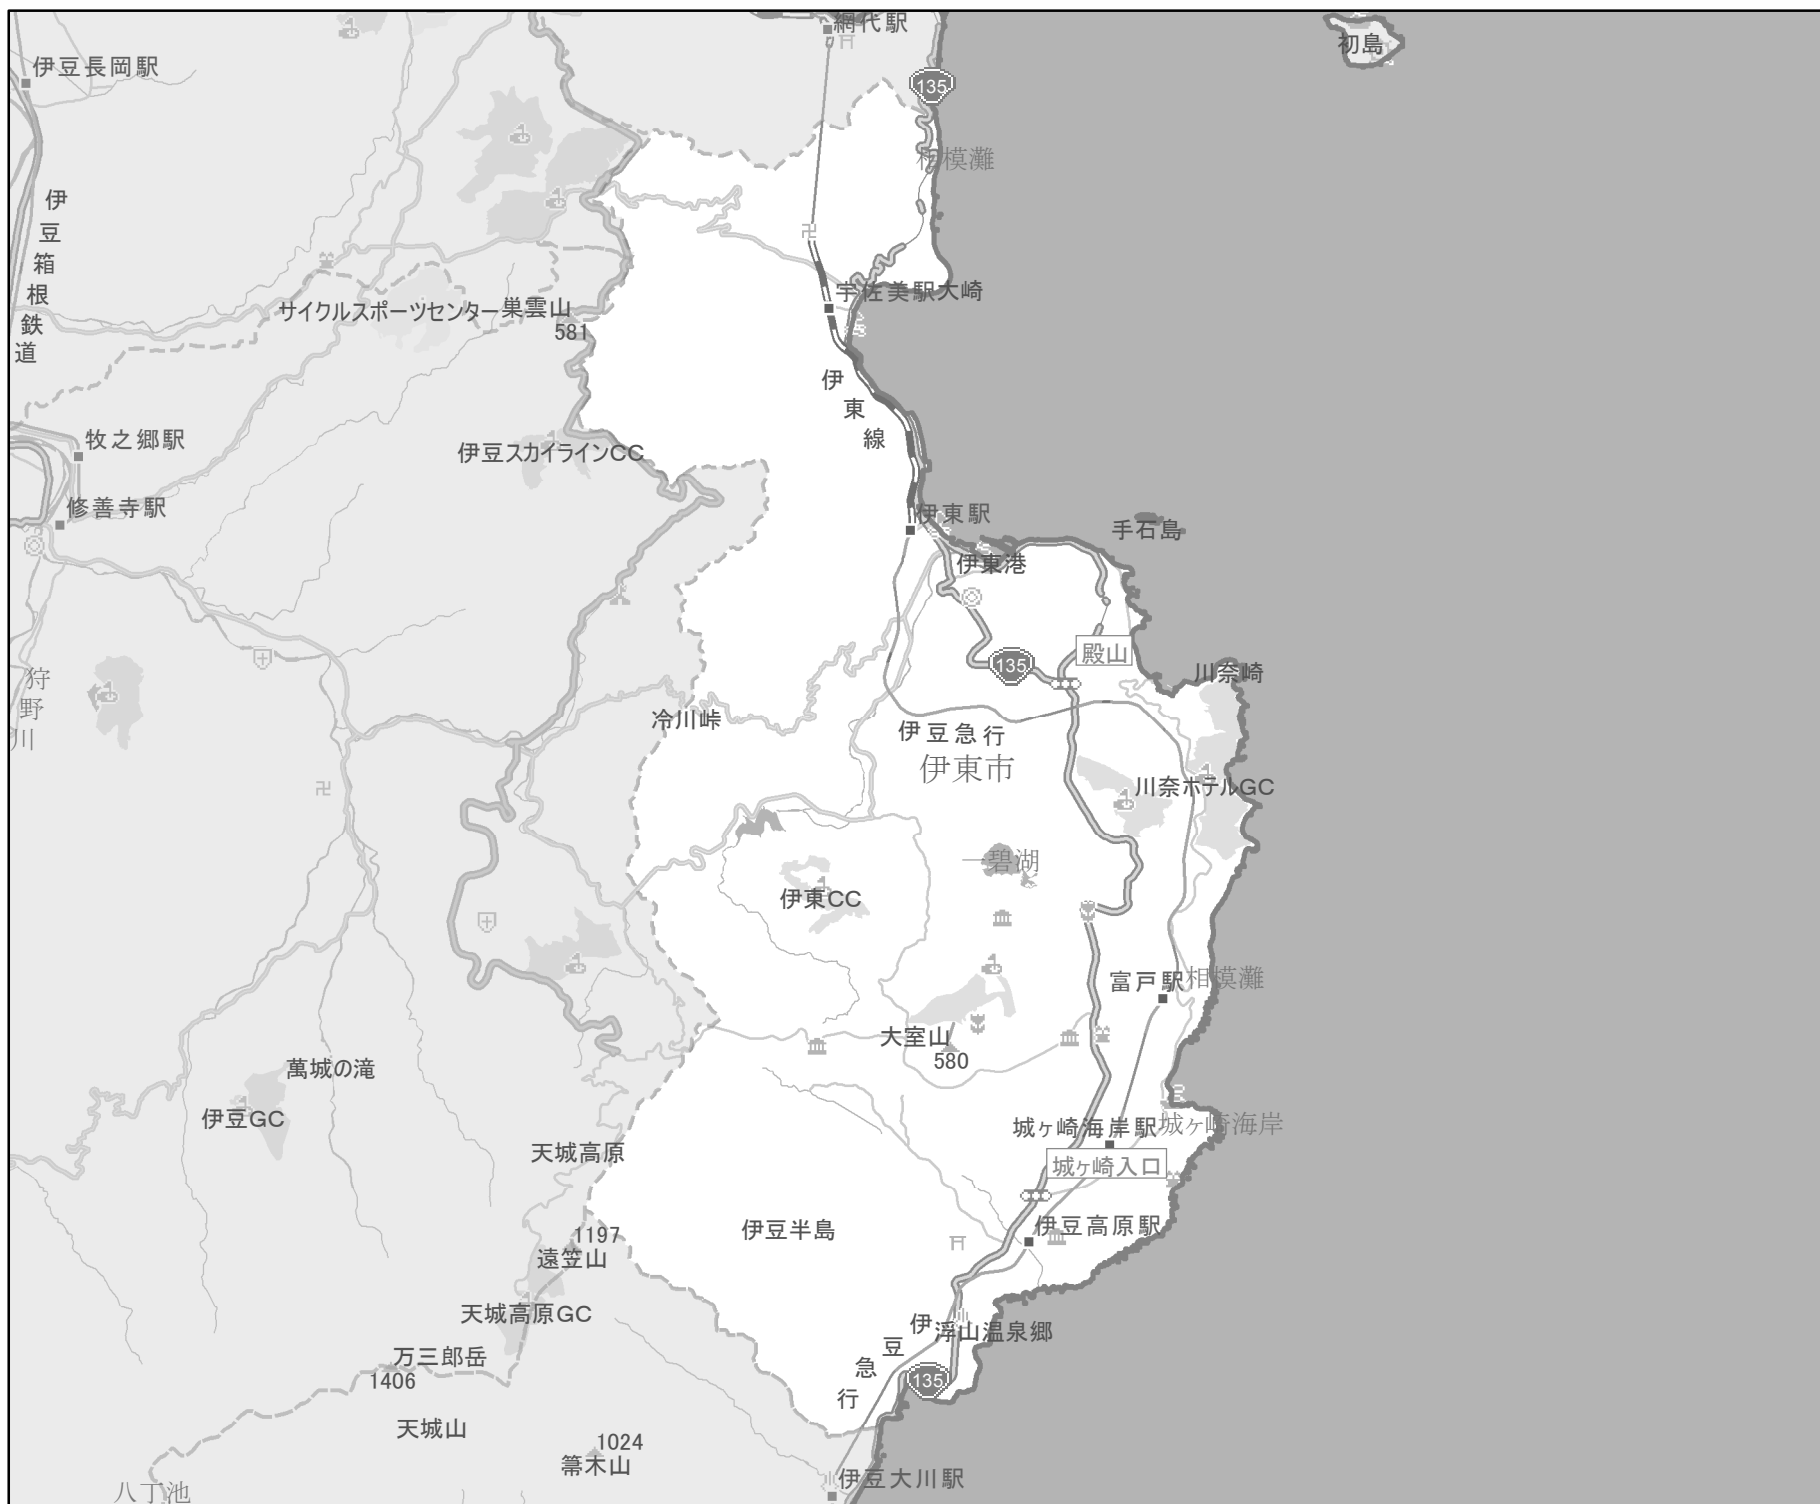 網代駅
初島
伊豆長岡駅
135
相模灘
伊豆箱根鉄道
宇佐美駅
大崎
サイクルスポーツセンター
巣雲山
581
伊東線
牧之郷駅
伊豆スカイラインCC
修善寺駅
伊東駅
手石島
伊東港
殿山
135
川奈崎
狩野川
冷川峠
伊豆急行
伊東市
川奈ホテルGC
一碧湖
伊東CC
富戸駅
相模灘
大室山
580
萬城の滝
伊豆GC
城ヶ崎海岸駅
城ヶ崎海岸
天城高原
城ヶ崎入口
伊豆半島
伊豆高原駅
1197
遠笠山
天城高原GC
浮山温泉郷
伊豆急行
万三郎岳
1406
135
天城山
1024
箒木山
伊豆大川駅
八丁池